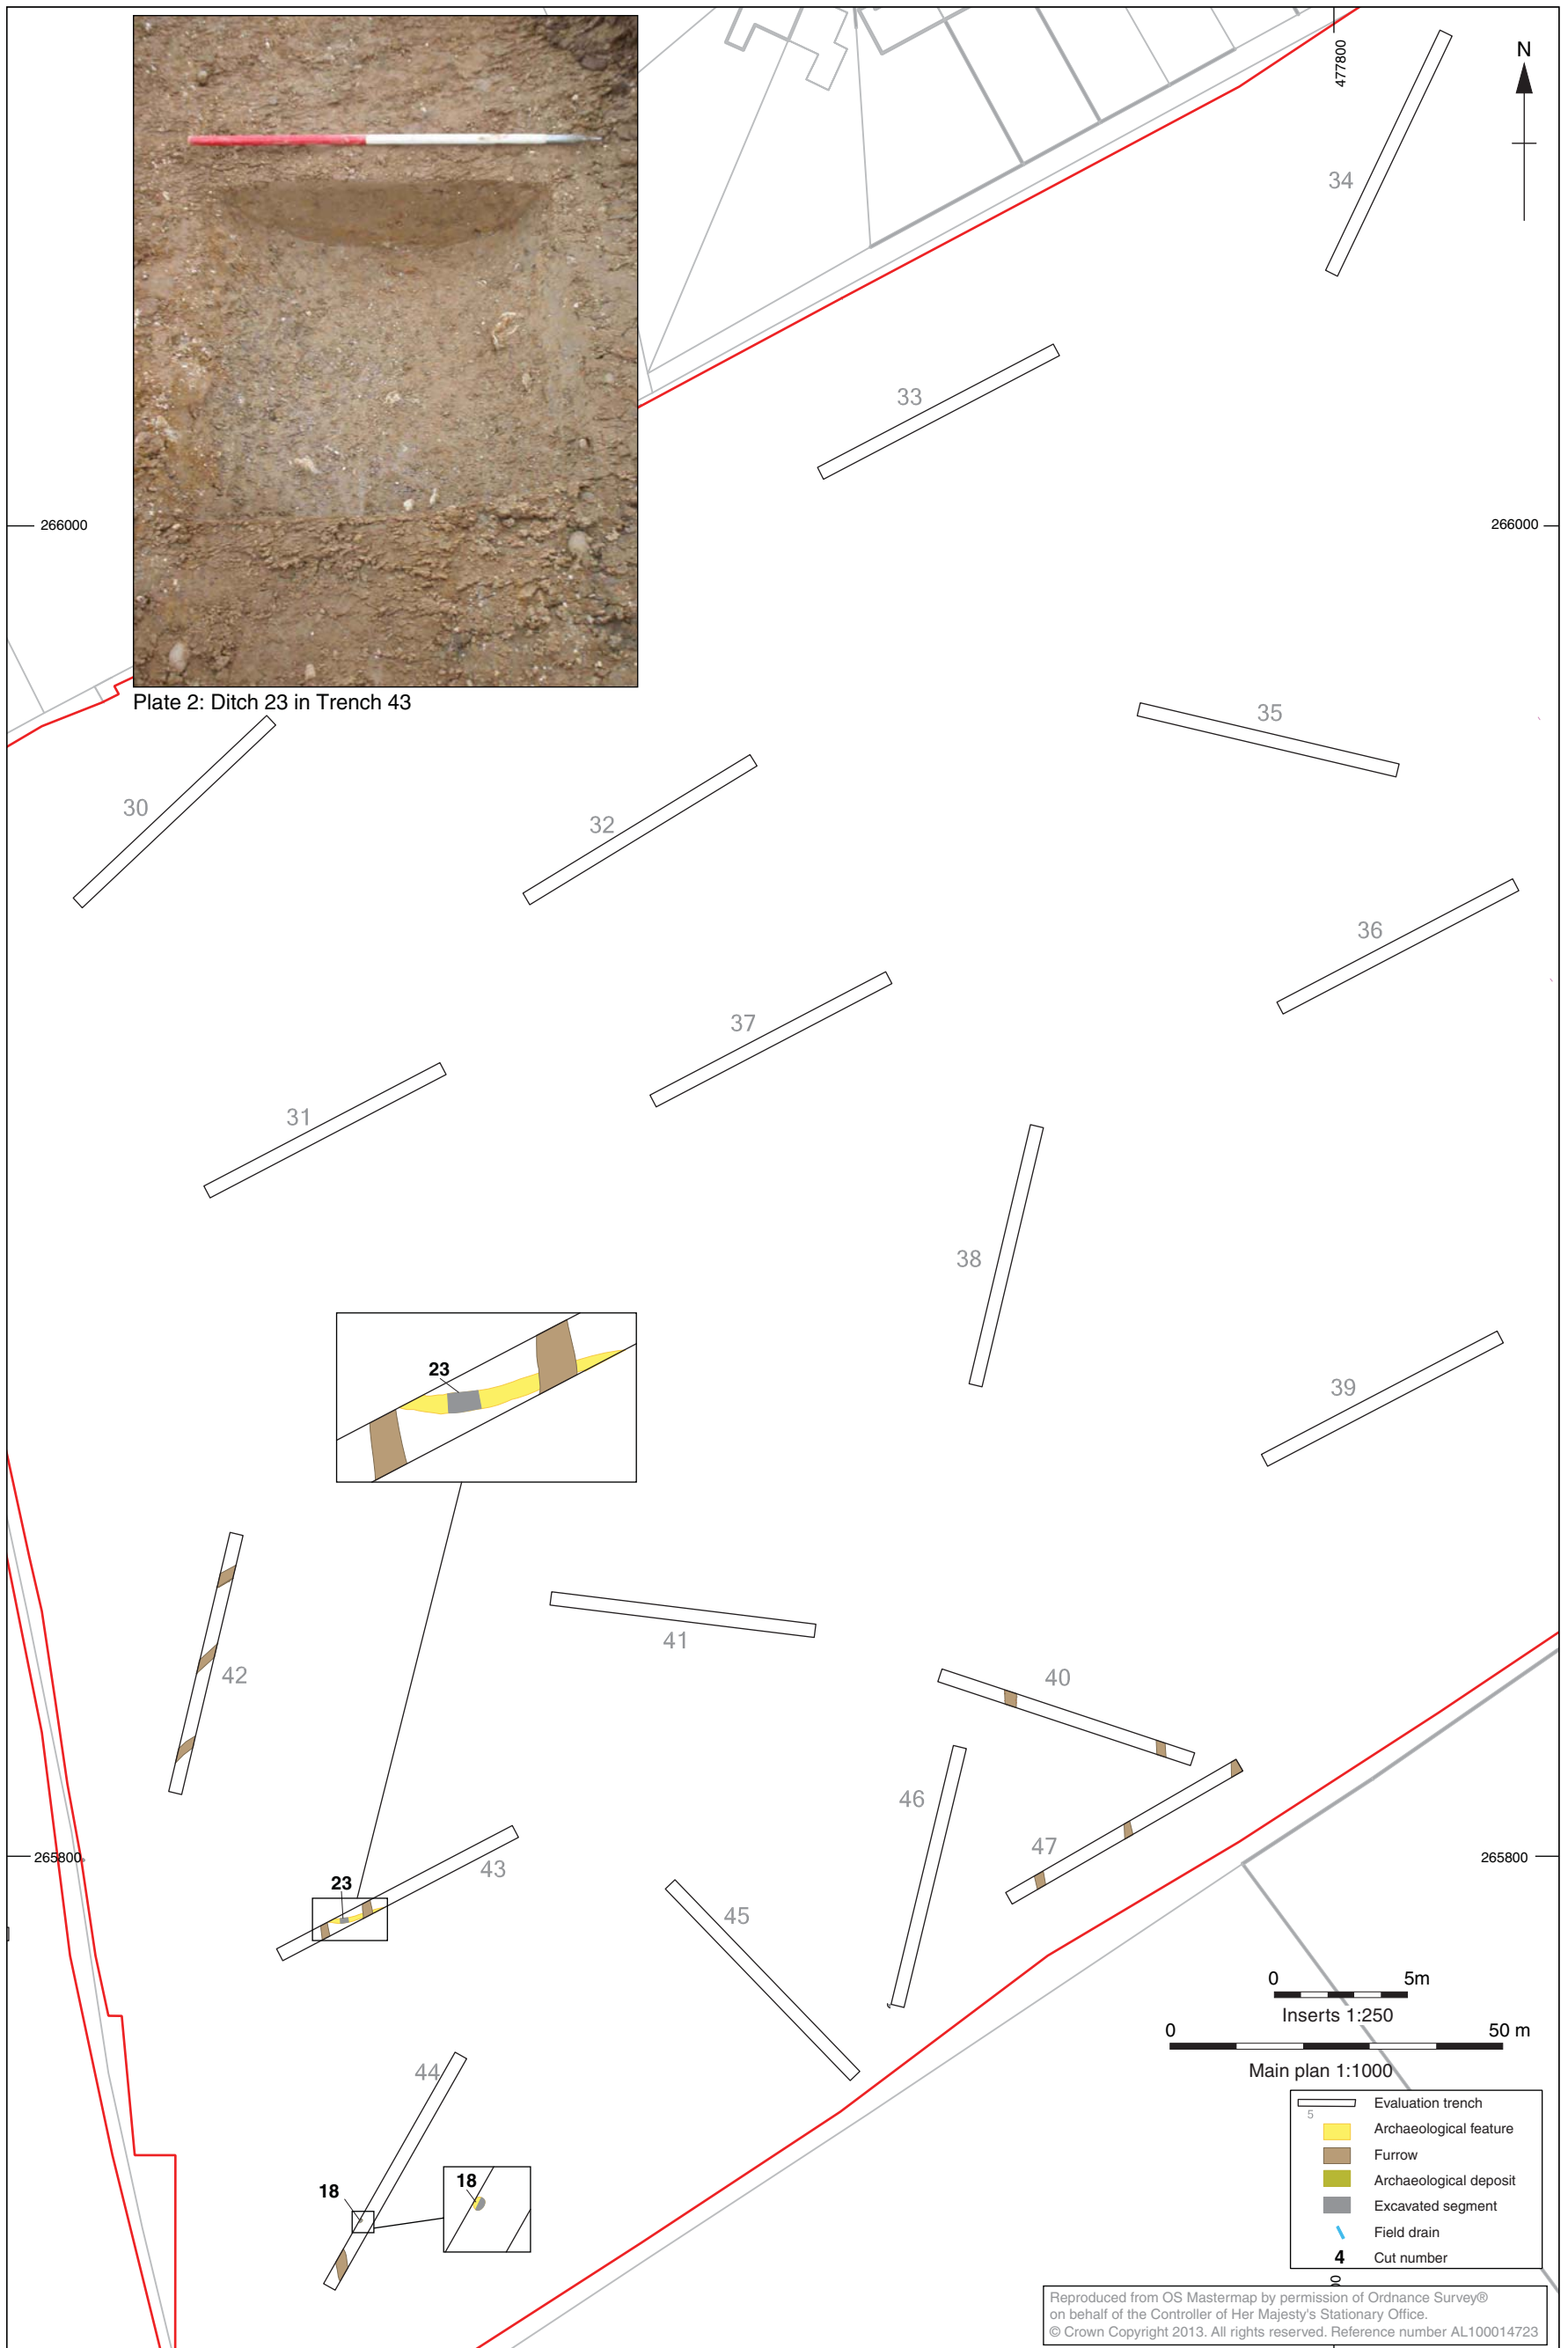 477800
N
34
33
266000
266000
Plate 2: Ditch 23 in Trench 43
35
30
32
36
37
31
38
23
39
41
42
40
46
47
43
265800
265800
23
45
0 5m
Inserts 1:250
0 50 m
Main plan 1:1000
44
18
18
5 Evaluation trench
Archaeological feature
Furrow
Archaeological deposit
Excavated segment
Field drain
4 Cut number
Reproduced from OS Mastermap by permission of Ordnance Survey®
on behalf of the Controller of Her Majesty's Stationary Office.
© Crown Copyright 2013. All rights reserved. Reference number AL100014723